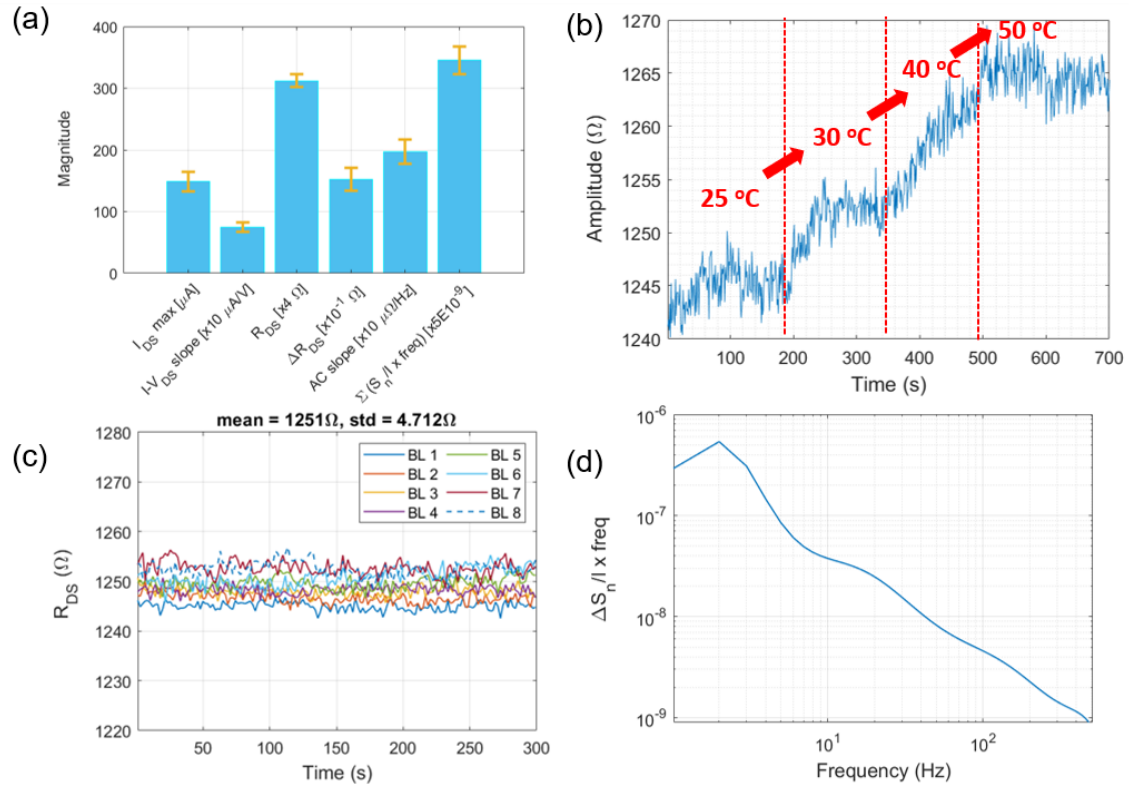 (a)
400
300
200
100
0
Magnitude
I_DS max [μA]
I-V_DS slope [x10 μA/V]
R_DS [x4 Ω]
ΔR_DS [x10^-1 Ω]
AC slope [x10 μΩ/Hz]
Σ (S_n/I x freq) [x5E10^-9]
(b)
1270
1265
1260
1255
1250
1245
1240
Amplitude (Ω)
25 °C
30 °C
40 °C
50 °C
100 200 300 400 500 600 700
Time (s)
(c)
mean = 1251Ω, std = 4.712Ω
1280
1270
1260
1250
1240
1230
1220
R_DS (Ω)
BL 1
BL 2
BL 3
BL 4
BL 5
BL 6
BL 7
BL 8
50 100 150 200 250 300
Time (s)
(d)
10^-6
10^-7
10^-8
10^-9
ΔS_n/I x freq
10^1 10^2
Frequency (Hz)